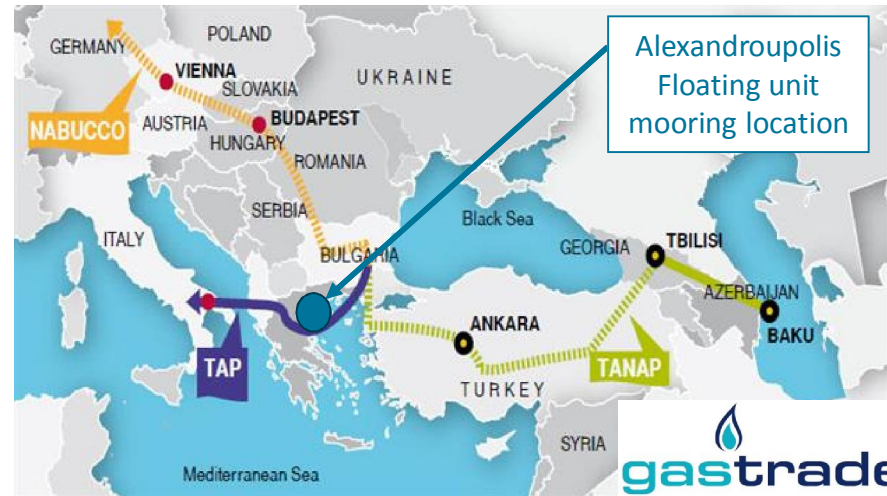 GERMANY
POLAND
VIENNA
SLOVAKIA
UKRAINE
NABUCCO
AUSTRIA
BUDAPEST
HUNGARY
ROMANIA
Alexandroupolis
Floating unit
mooring location
SERBIA
ITALY
Black Sea
BULGARIA
GEORGIA
TBILISI
AZERBAIJAN
BAKU
ANKARA
TAP
TANAP
TURKEY
SYRIA
Mediterranean Sea
gastrade